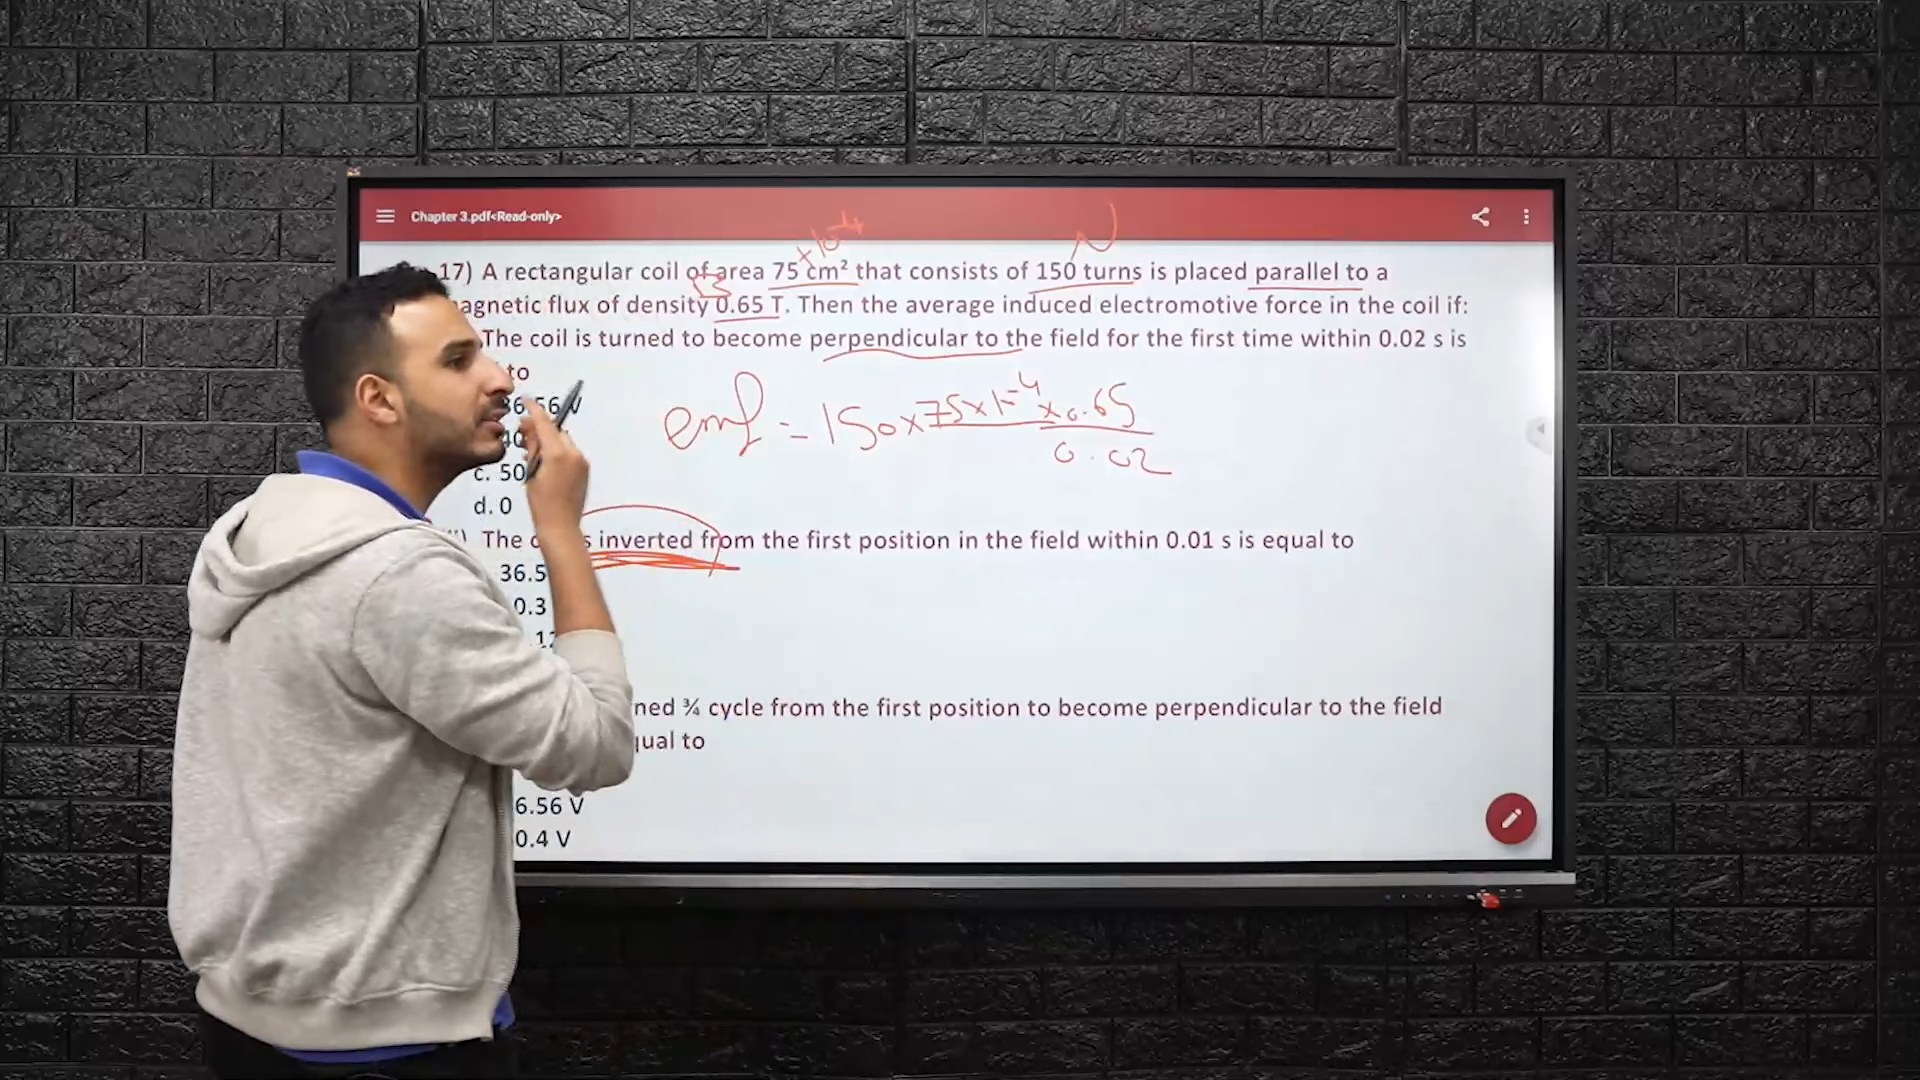 Chapter 3.pdf<Read-only>
×10⁻⁴
N
17) A rectangular coil of area 75 cm² that consists of 150 turns is placed parallel to a
agnetic flux of density 0.65 T. Then the average induced electromotive force in the coil if:
The coil is turned to become perpendicular to the field for the first time within 0.02 s is
to
36.56 V
emf = 150×75×10⁻⁴×0.65
0.02
40
c. 50
d. 0
The inverted from the first position in the field within 0.01 s is equal to
36.5
0.3
ned ¾ cycle from the first position to become perpendicular to the field
qual to
6.56 V
0.4 V